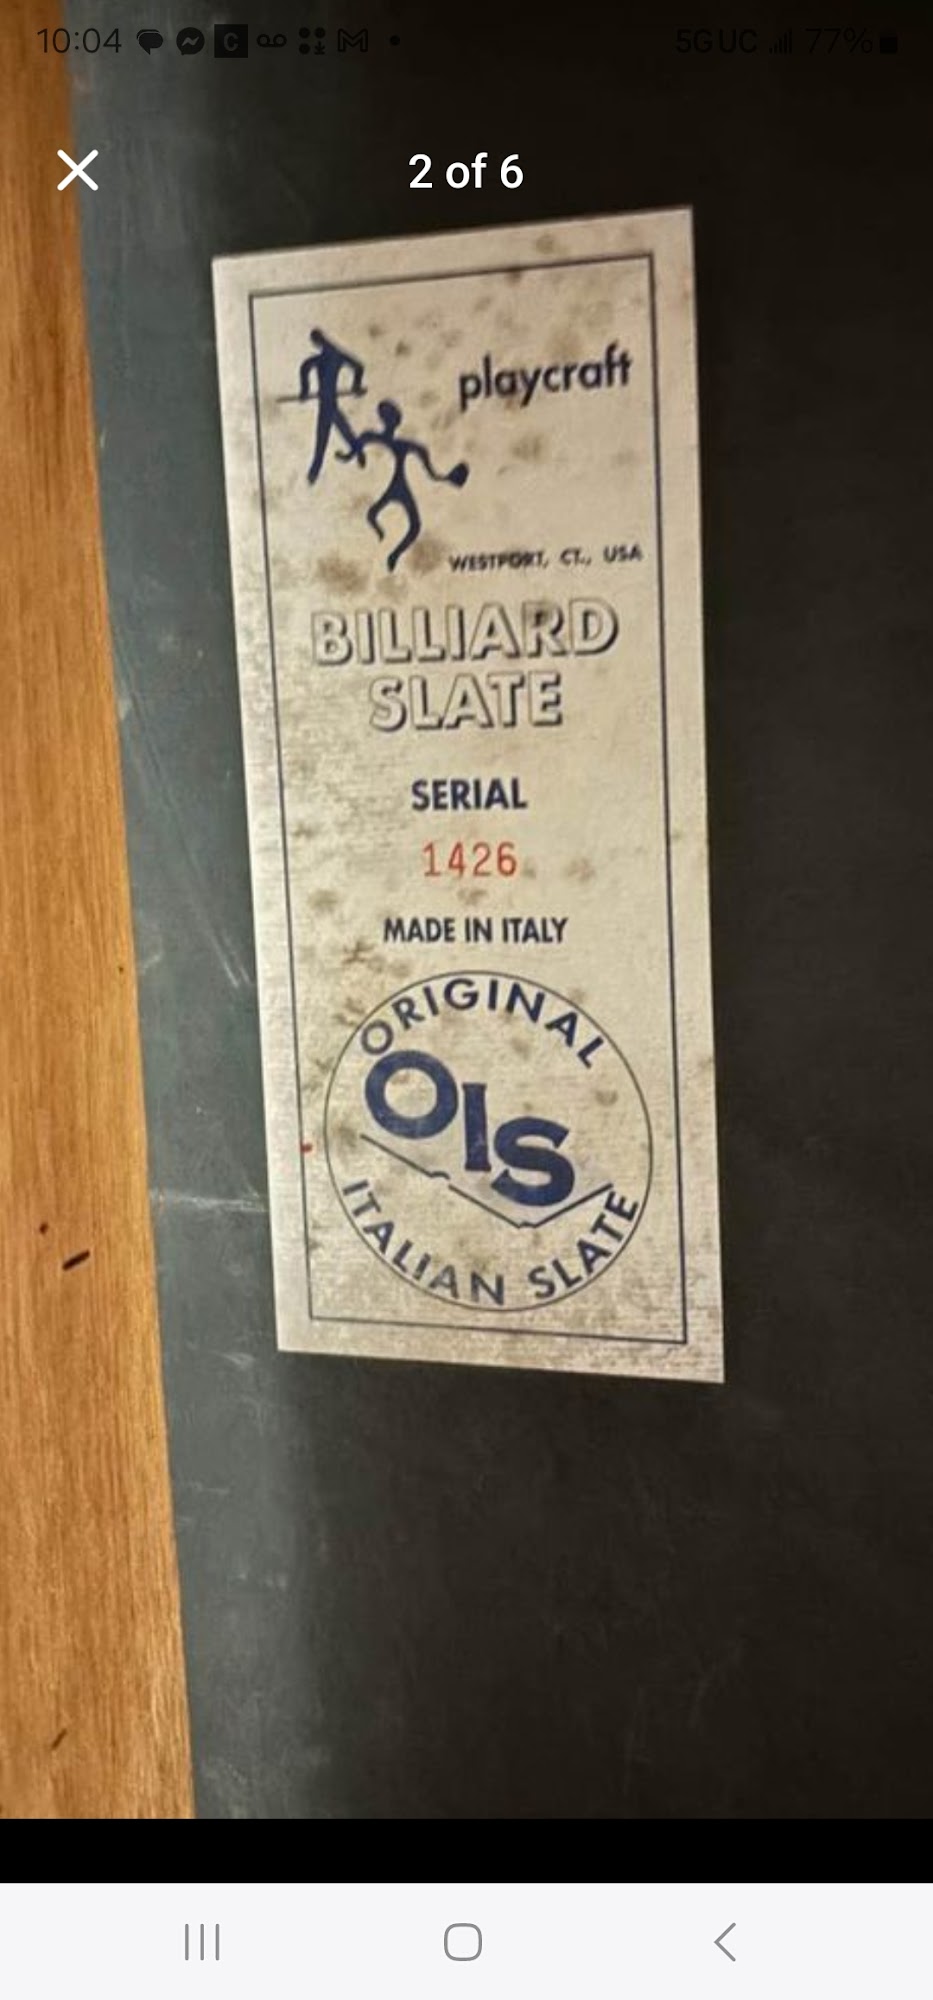 10:04
5G UC 77%
2 of 6
playcraft
WESTPORT, CT., USA
BILLIARD
SLATE
SERIAL
1426
MADE IN ITALY
ORIGINAL
OIS
ITALIAN SLATE